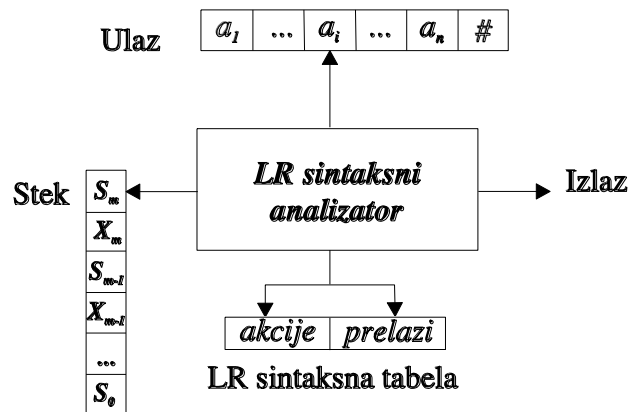 Ulaz a₁ ... aᵢ ... aₙ #
LR sintaksni
analizator
Stek
Izlaz
Sₘ
Xₘ
Sₘ₋₁
Xₘ₋₁
...
S₀
akcije prelazi
LR sintaksna tabela